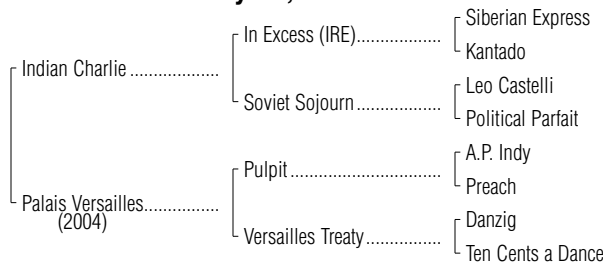 Siberian Express
In Excess (IRE)
Kantado
Indian Charlie
Leo Castelli
Soviet Sojourn
Political Parfait
A.P. Indy
Pulpit
Preach
Palais Versailles
(2004)
Danzig
Versailles Treaty
Ten Cents a Dance